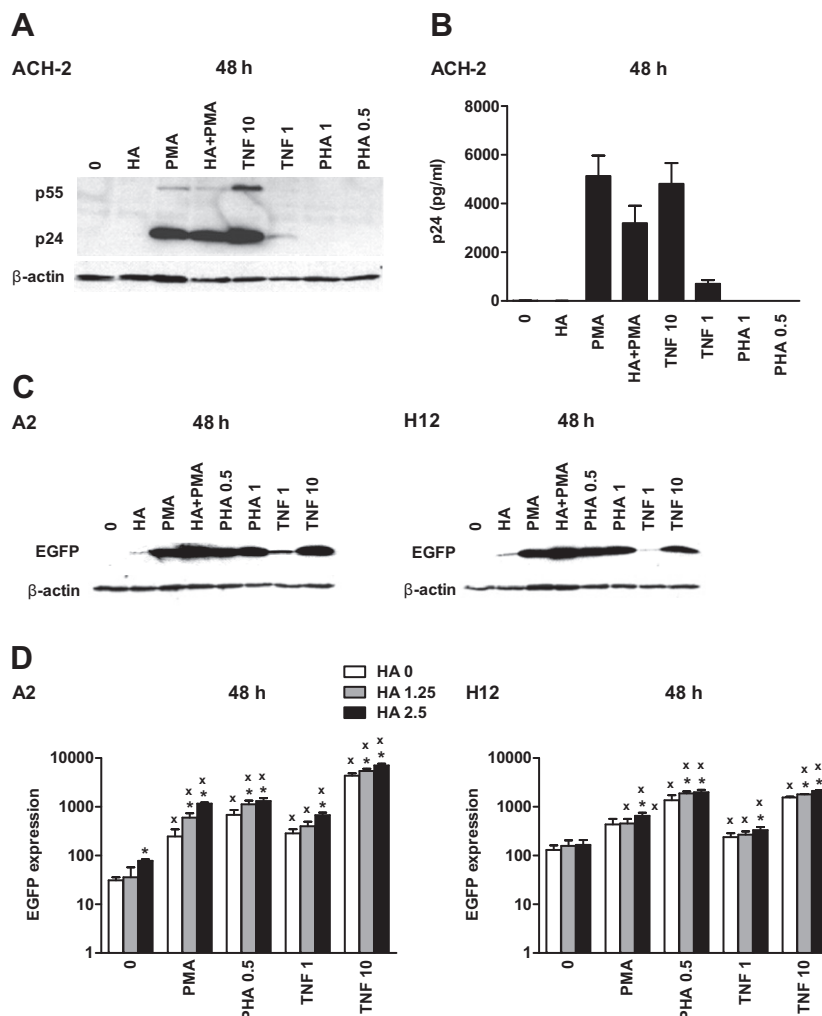 A
ACH-2 48 h
0 HA PMA HA+PMA TNF 10 TNF 1 PHA 1 PHA 0.5
p55
p24
β-actin
B
ACH-2 48 h
p24 (pg/ml)
8000
6000
4000
2000
0
0 HA PMA HA+PMA TNF 10 TNF 1 PHA 1 PHA 0.5
C
A2 48 h
0 HA PMA HA+PMA PHA 0.5 PHA 1 TNF 1 TNF 10
EGFP
β-actin
H12 48 h
0 HA PMA HA+PMA PHA 0.5 PHA 1 TNF 1 TNF 10
EGFP
β-actin
D
A2 48 h
HA 0
HA 1.25
HA 2.5
EGFP expression
10000
1000
100
10
1
* x x * x * x x * x * x x x * x x * x *
0 PMA PHA 0.5 TNF 1 TNF 10
H12 48 h
EGFP expression
10000
1000
100
10
1
x x * x x * x * x x x * x x * x *
0 PMA PHA 0.5 TNF 1 TNF 10